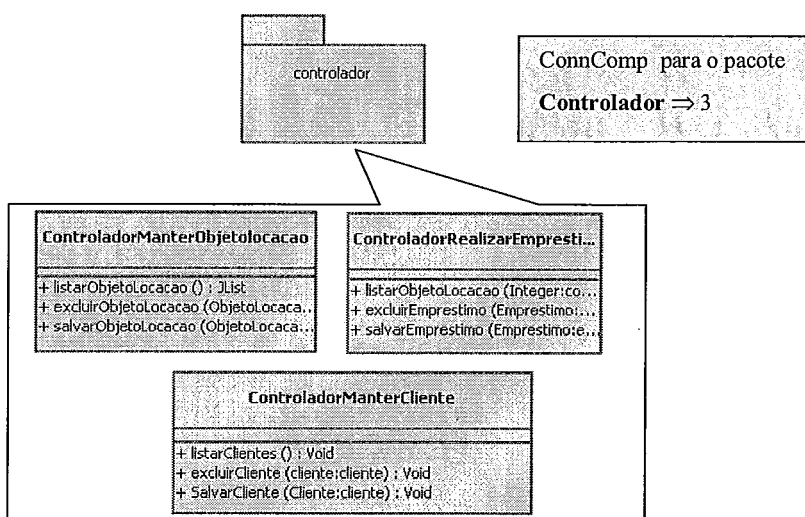 controlador
ConnComp para o pacote
Controlador ⇒ 3
ControladorManterObjetolocacao
+ listarObjetoLocacao () : JList
+ excluirObjetoLocacao (ObjetoLocaca...
+ salvarObjetoLocacao (ObjetoLocaca...
ControladorRealizarEmpresti...
+ listarObjetoLocacao (Integer:co...
+ excluirEmprestimo (Emprestimo:...
+ salvarEmprestimo (Emprestimo:e...
ControladorManterCliente
+ listarClientes () : Void
+ excluirCliente (cliente:cliente) : Void
+ SalvarCliente (Cliente:cliente) : Void